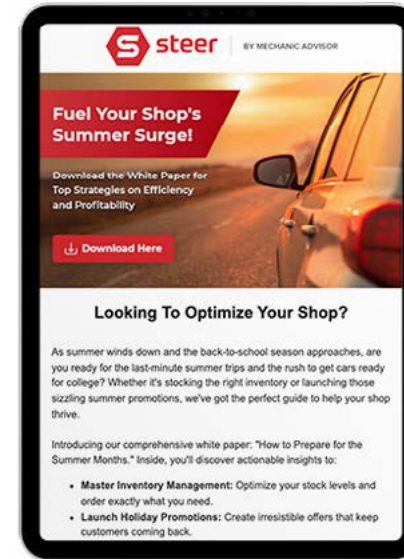 S steer BY MECHANIC ADVISOR
Fuel Your Shop's
Summer Surge!
Download the White Paper for
Top Strategies on Efficiency
and Profitability
Download Here
Looking To Optimize Your Shop?
As summer winds down and the back-to-school season approaches, are
you ready for the last-minute summer trips and the rush to get cars ready
for college? Whether it's stocking the right inventory or launching those
sizzling summer promotions, we've got the perfect guide to help your shop
thrive.
Introducing our comprehensive white paper: "How to Prepare for the
Summer Months." Inside, you'll discover actionable insights to:
• Master Inventory Management: Optimize your stock levels and
order exactly what you need.
• Launch Holiday Promotions: Create irresistible offers that keep
customers coming back.